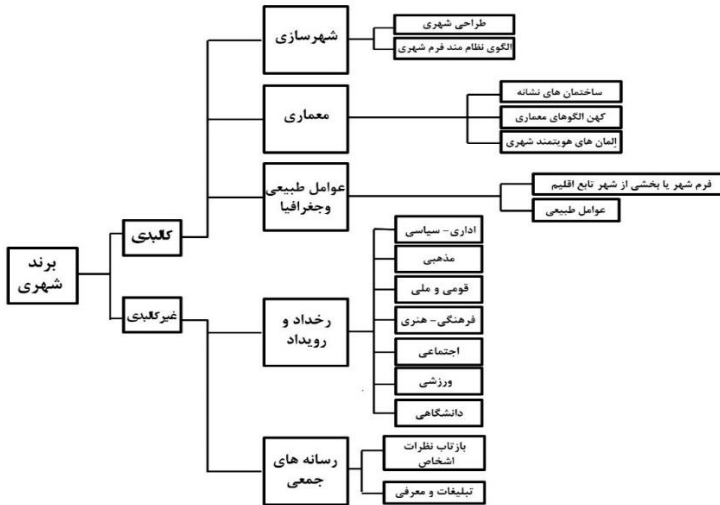 برند
شهری
کالبدی
غیرکالبدی
شهرسازی
معماری
عوامل طبیعی
وجغرافیا
رخداد و
رویداد
رسانه های
جمعی
طراحی شهری
الگوی نظام مند فرم شهری
ساختمان های نشانه
کهن الگوهای معماری
إلمان های هویتمند شهری
فرم شهر یا بخشی از شهر تابع اقلیم
عوامل طبیعی
اداری- سیاسی
مذهبی
قومی و ملی
فرهنگی- هنری
اجتماعی
ورزشی
دانشگاهی
بازتاب نظرات
اشخاص
تبلیغات و معرفی